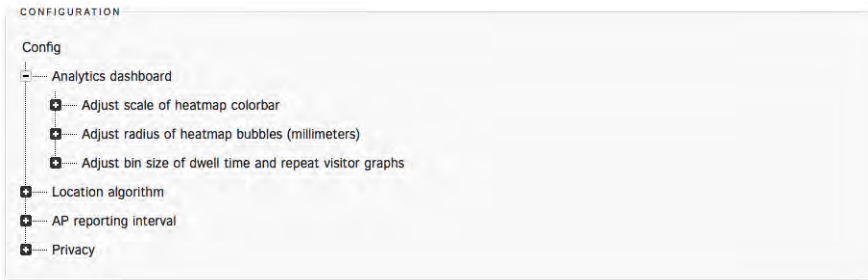 CONFIGURATION
Config
Analytics dashboard
Adjust scale of heatmap colorbar
Adjust radius of heatmap bubbles (millimeters)
Adjust bin size of dwell time and repeat visitor graphs
Location algorithm
AP reporting interval
Privacy